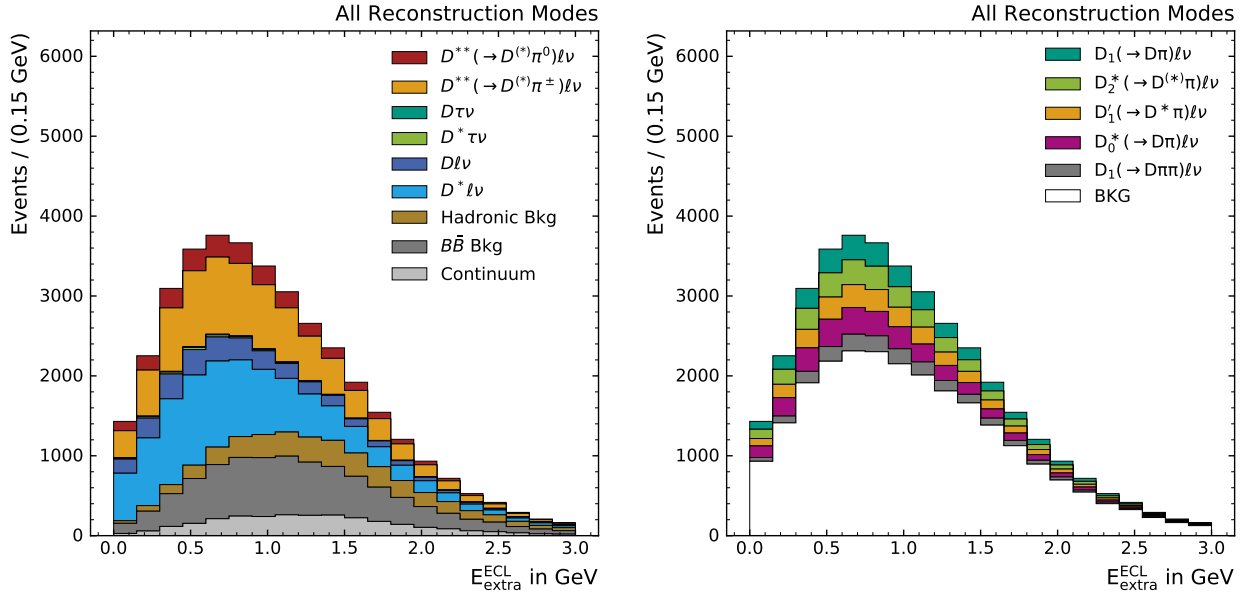 All Reconstruction Modes
Events / (0.15 GeV)
6000
5000
4000
3000
2000
1000
0
D**(→D(*)π⁰)ℓν
D**(→D(*)π±)ℓν
Dτν
D*τν
Dℓν
D*ℓν
Hadronic Bkg
BB̄ Bkg
Continuum
0.0 0.5 1.0 1.5 2.0 2.5 3.0
E^ECL_extra in GeV
All Reconstruction Modes
Events / (0.15 GeV)
6000
5000
4000
3000
2000
1000
0
D₁(→Dπ)ℓν
D₂*(→D(*)π)ℓν
D₁′(→D*π)ℓν
D₀*(→Dπ)ℓν
D₁(→Dππ)ℓν
BKG
0.0 0.5 1.0 1.5 2.0 2.5 3.0
E^ECL_extra in GeV